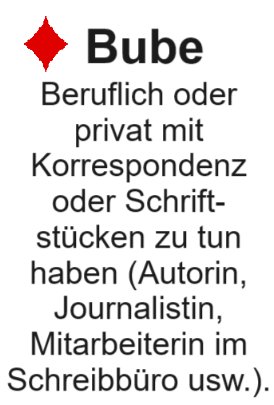 ♦ Bube
Beruflich oder
privat mit
Korrespondenz
oder Schrift-
stücken zu tun
haben (Autorin,
Journalistin,
Mitarbeiterin im
Schreibbüro usw.).